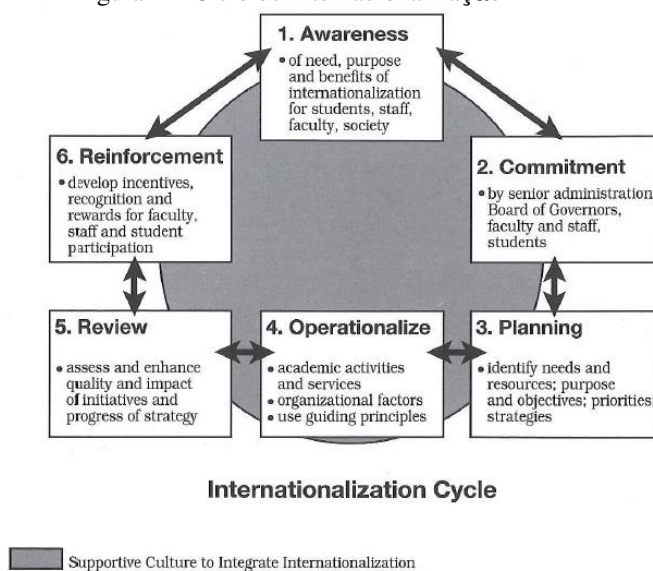 1. Awareness
• of need, purpose
and benefits of
internationalization
for students, staff,
faculty, society
6. Reinforcement
• develop incentives,
recognition and
rewards for faculty,
staff and student
participation
2. Commitment
• by senior administration
Board of Governors,
faculty and staff,
students
5. Review
• assess and enhance
quality and impact
of initiatives and
progress of strategy
4. Operationalize
• academic activities
and services
• organizational factors
• use guiding principles
3. Planning
• identify needs and
resources; purpose
and objectives; priorities;
strategies
Internationalization Cycle
Supportive Culture to Integrate Internationalization